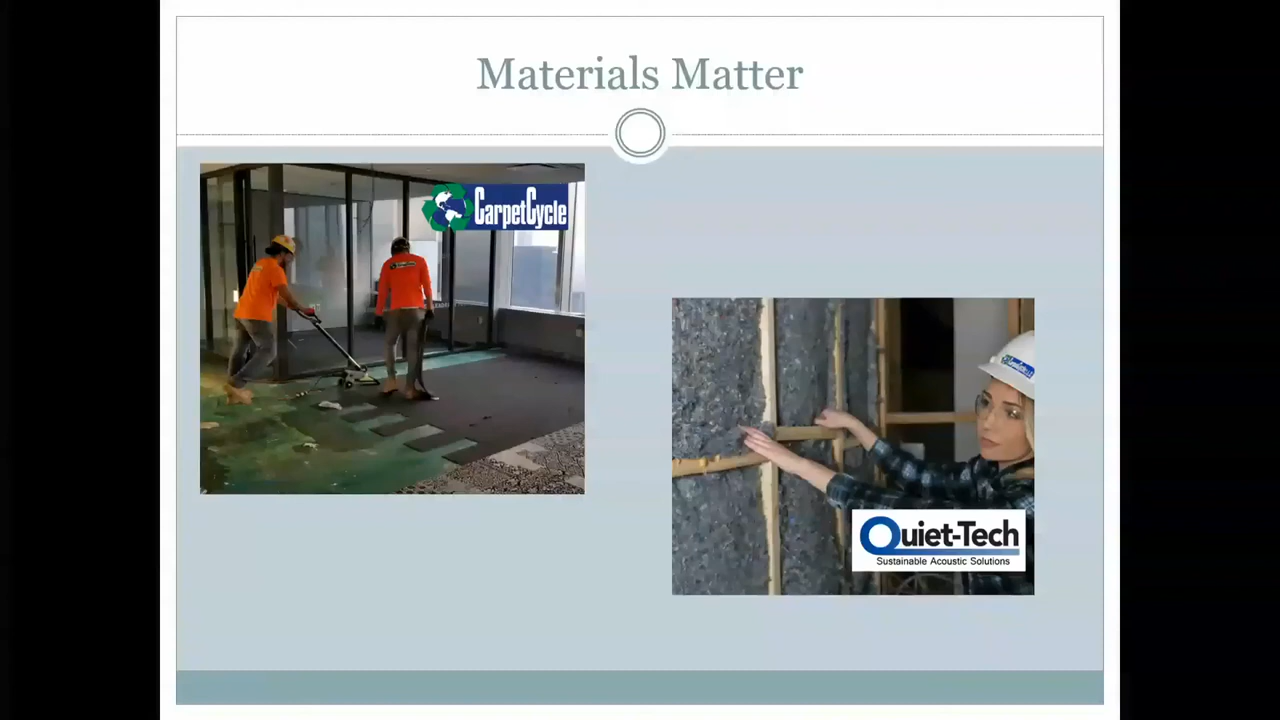 Materials Matter
CarpetCycle
Quiet-Tech
Sustainable Acoustic Solutions